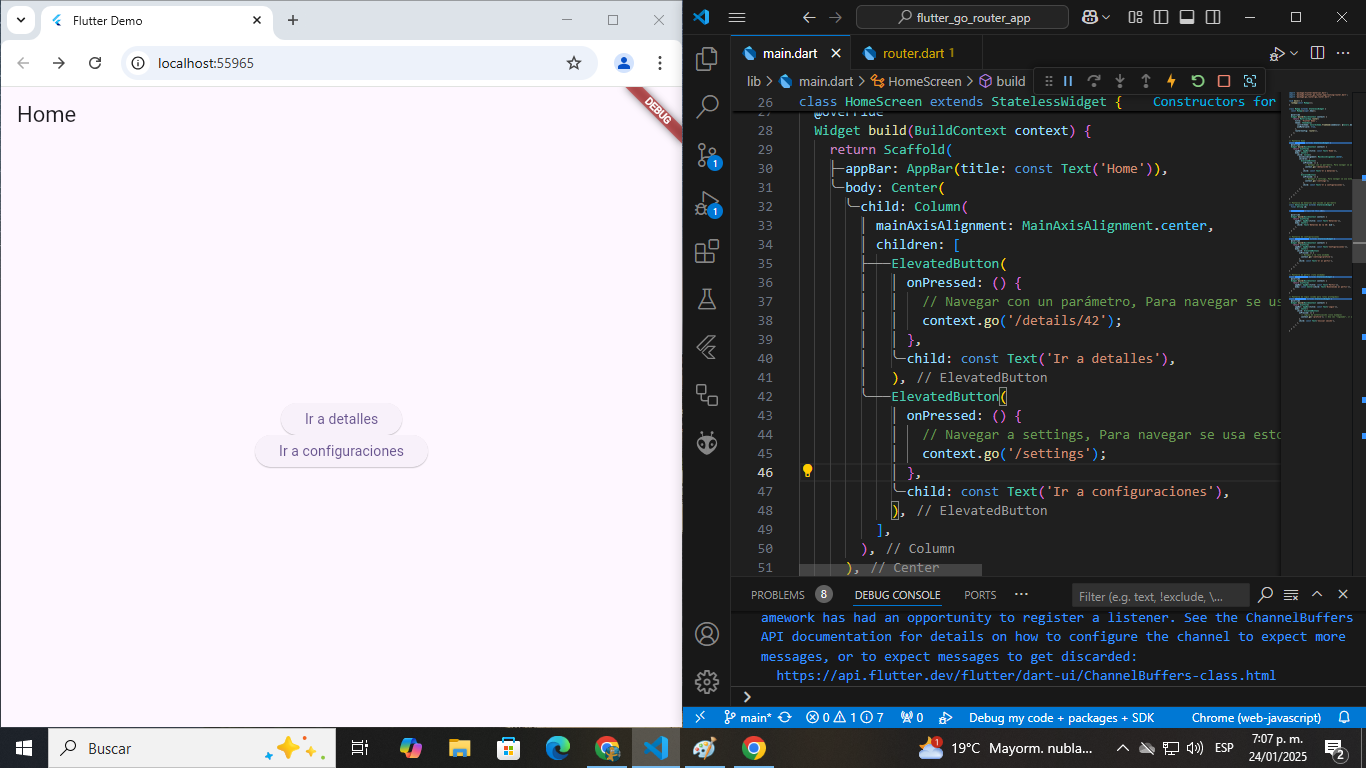 Flutter Demo
localhost:55965
Home
DEBUG
Ir a detalles
Ir a configuraciones
flutter_go_router_app
main.dart
router.dart 1
lib > main.dart > HomeScreen > build
26 class HomeScreen extends StatelessWidget { Constructors for
27 @override
28 Widget build(BuildContext context) {
29 return Scaffold(
30 appBar: AppBar(title: const Text('Home')),
31 body: Center(
32 child: Column(
33 mainAxisAlignment: MainAxisAlignment.center,
34 children: [
35 ElevatedButton(
36 onPressed: () {
37 // Navegar con un parámetro, Para navegar se us
38 context.go('/details/42');
39 },
40 child: const Text('Ir a detalles'),
41 ), // ElevatedButton
42 ElevatedButton(
43 onPressed: () {
44 // Navegar a settings, Para navegar se usa esto
45 context.go('/settings');
46 },
47 child: const Text('Ir a configuraciones'),
48 ), // ElevatedButton
49 ],
50 ), // Column
51 ), // Center
1
1
PROBLEMS 8 DEBUG CONSOLE PORTS ···
Filter (e.g. text, !exclude, \...
amework has had an opportunity to register a listener. See the ChannelBuffers
API documentation for details on how to configure the channel to expect more
messages, or to expect messages to get discarded:
https://api.flutter.dev/flutter/dart-ui/ChannelBuffers-class.html
main* 0 1 7 0 Debug my code + packages + SDK Chrome (web-javascript)
Buscar
1
19°C Mayorm. nubla...
ESP
7:07 p. m.
24/01/2025
2